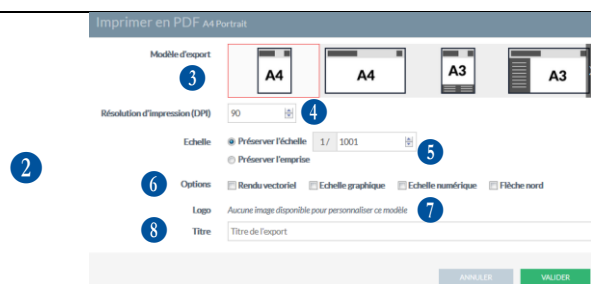 Imprimer en PDF A4 Portrait
Modèle d'export
3
A4
A4
A3
A3
Résolution d'impression (DPI)
90
4
Echelle
Préserver l'échelle 1/ 1001
5
Préserver l'emprise
2
6
Options
Rendu vectoriel Echelle graphique Echelle numérique Flèche nord
Logo
Aucune image disponible pour personnaliser ce modèle
7
8
Titre
Titre de l'export
ANNULER
VALIDER